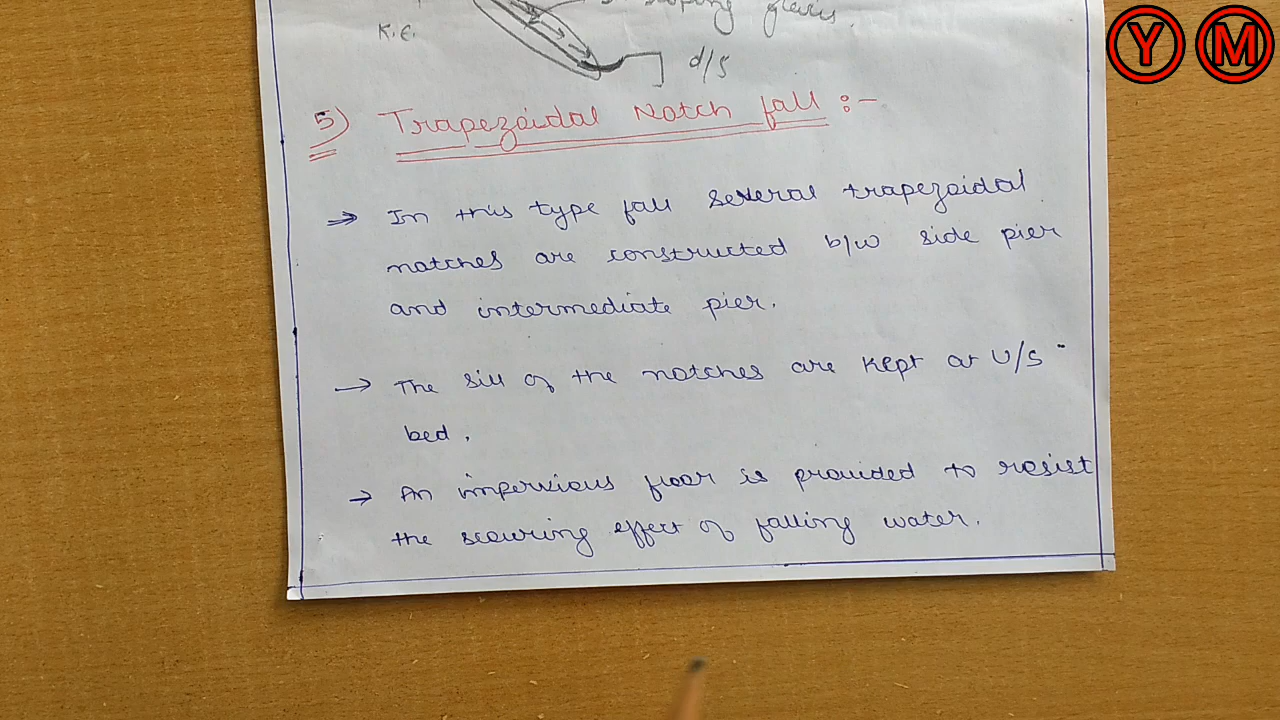 sloping glacis.
K.E.
d/s
5) Trapezoidal Notch fall :-
⇒ In this type fall several trapezoidal
notches are constructed b/w side pier
and intermediate pier.
→ The sill of the notches are kept at U/S
bed.
→ An impervious floor is provided to resist
the scouring effect of falling water.
Y M